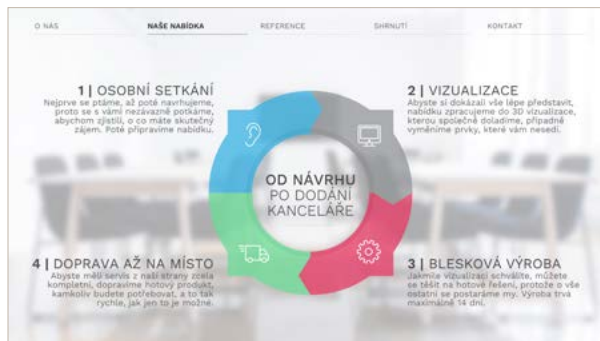 O NÁS
NAŠE NABÍDKA
REFERENCE
SHRNUTÍ
KONTAKT
1 | OSOBNÍ SETKÁNÍ
Nejprve se ptáme, až poté navrhujeme,
proto se s vámi nezávazně potkáme,
abychom zjistili, o co máte skutečný
zájem. Poté připravíme nabídku.
2 | VIZUALIZACE
Abyste si dokázali vše lépe představit,
nabídku zpracujeme do 3D vizualizace,
kterou společně doladíme, případně
vyměníme prvky, které vám nesedí.
OD NÁVRHU
PO DODÁNÍ
KANCELÁŘE
4 | DOPRAVA AŽ NA MÍSTO
Abyste měli servis z naší strany zcela
kompletní, dopravíme hotový produkt,
kamkoliv budete potřebovat, a to tak
rychle, jak jen to je možné.
3 | BLESKOVÁ VÝROBA
Jakmile vizualizaci schválíte, můžete
se těšit na hotové řešení, protože o vše
ostatní se postaráme my. Výroba trvá
maximálně 14 dní.